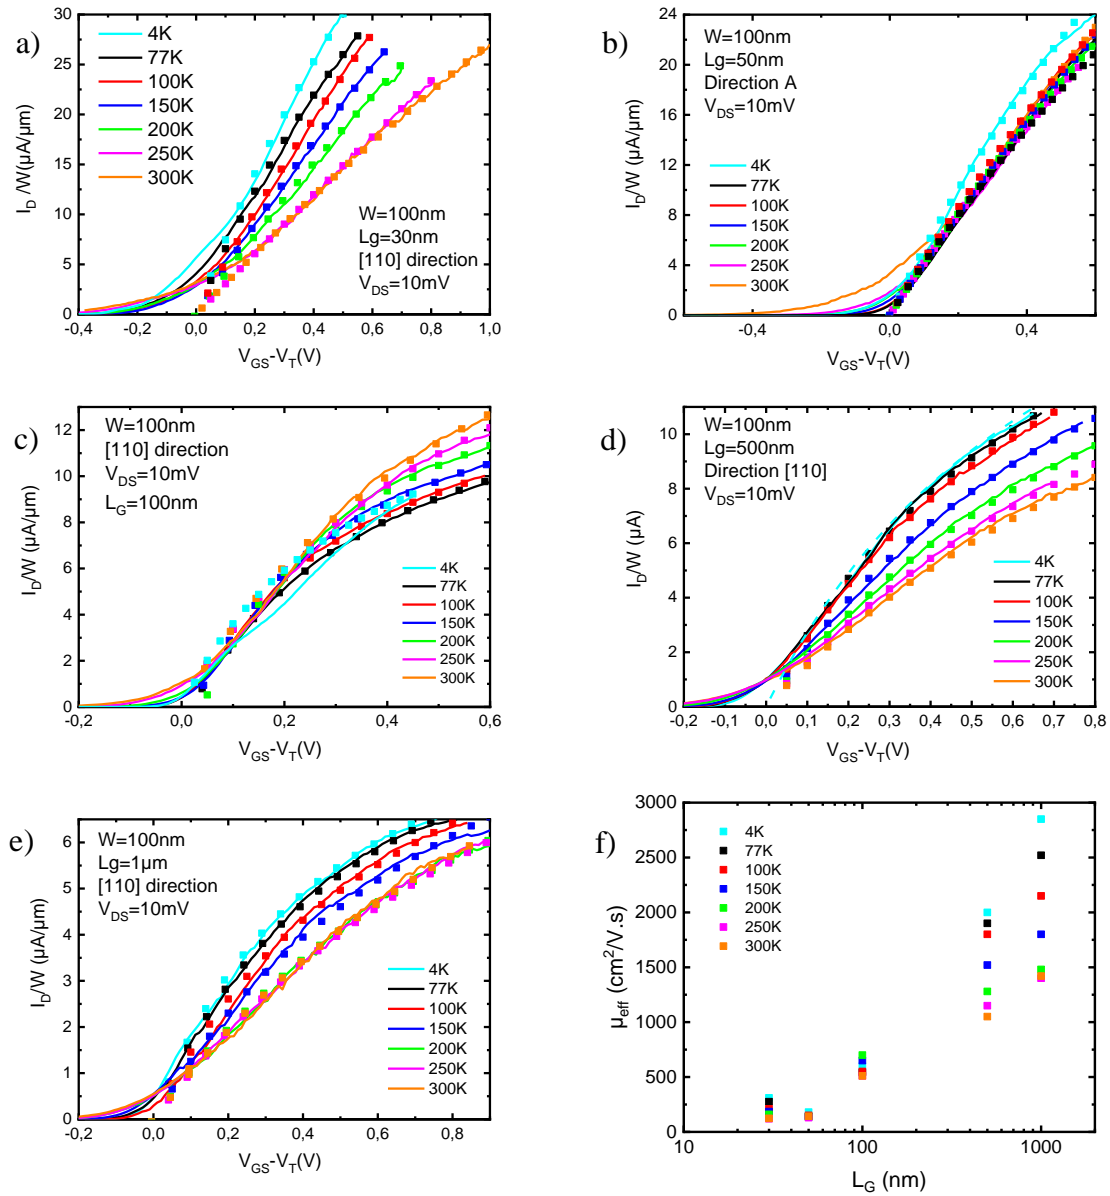 a)
4K
77K
100K
150K
200K
250K
300K
W=100nm
Lg=30nm
[110] direction
V_DS=10mV
I_D/W(µA/µm)
30
25
20
15
10
5
0
-0,4 -0,2 0,0 0,2 0,4 0,6 0,8 1,0
V_GS-V_T(V)
b)
W=100nm
Lg=50nm
Direction A
V_DS=10mV
4K
77K
100K
150K
200K
250K
300K
I_D/W (µA/µm)
24
20
16
12
8
4
0
-0,4 0,0 0,4
V_GS-V_T(V)
c)
W=100nm
[110] direction
V_DS=10mV
L_G=100nm
4K
77K
100K
150K
200K
250K
300K
I_D/W (µA/µm)
12
10
8
6
4
2
0
-0,2 0,0 0,2 0,4 0,6
V_GS-V_T(V)
d)
W=100nm
Lg=500nm
Direction [110]
V_DS=10mV
4K
77K
100K
150K
200K
250K
300K
I_D/W (µA)
10
8
6
4
2
0
-0,2 -0,1 0,0 0,1 0,2 0,3 0,4 0,5 0,6 0,7 0,8
V_GS-V_T(V)
e)
W=100nm
Lg=1µm
[110] direction
V_DS=10mV
4K
77K
100K
150K
200K
250K
300K
I_D/W (µA/µm)
6
5
4
3
2
1
0
-0,2 0,0 0,2 0,4 0,6 0,8
V_GS-V_T(V)
f)
4K
77K
100K
150K
200K
250K
300K
µ_eff (cm²/V.s)
3000
2500
2000
1500
1000
500
0
10 100 1000
L_G (nm)